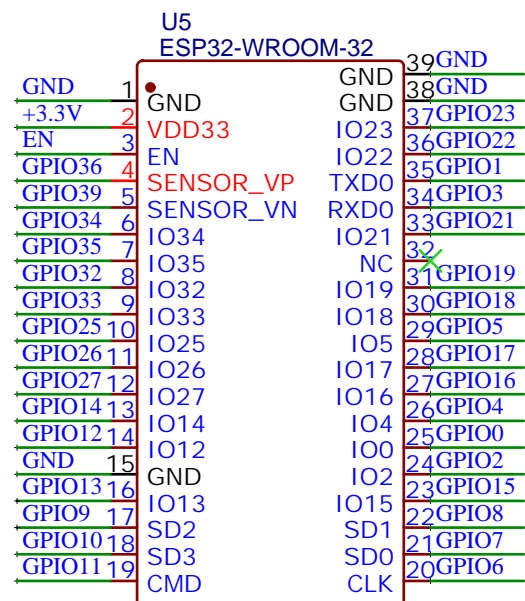 U5
ESP32-WROOM-32
39 GND
GND
GND 1 38 GND
GND GND
+3.3V 2 37 GPIO23
VDD33 IO23
EN 3 36 GPIO22
EN IO22
GPIO36 4 35 GPIO1
SENSOR_VP TXD0
GPIO39 5 34 GPIO3
SENSOR_VN RXD0
GPIO34 6 33 GPIO21
IO34 IO21
GPIO35 7 32
IO35 NC
GPIO32 8 31 GPIO19
IO32 IO19
GPIO33 9 30 GPIO18
IO33 IO18
GPIO25 10 29 GPIO5
IO25 IO5
GPIO26 11 28 GPIO17
IO26 IO17
GPIO27 12 27 GPIO16
IO27 IO16
GPIO14 13 26 GPIO4
IO14 IO4
GPIO12 14 25 GPIO0
IO12 IO0
GND 15 24 GPIO2
GND IO2
GPIO13 16 23 GPIO15
IO13 IO15
GPIO9 17 22 GPIO8
SD2 SD1
GPIO10 18 21 GPIO7
SD3 SD0
GPIO11 19 20 GPIO6
CMD CLK